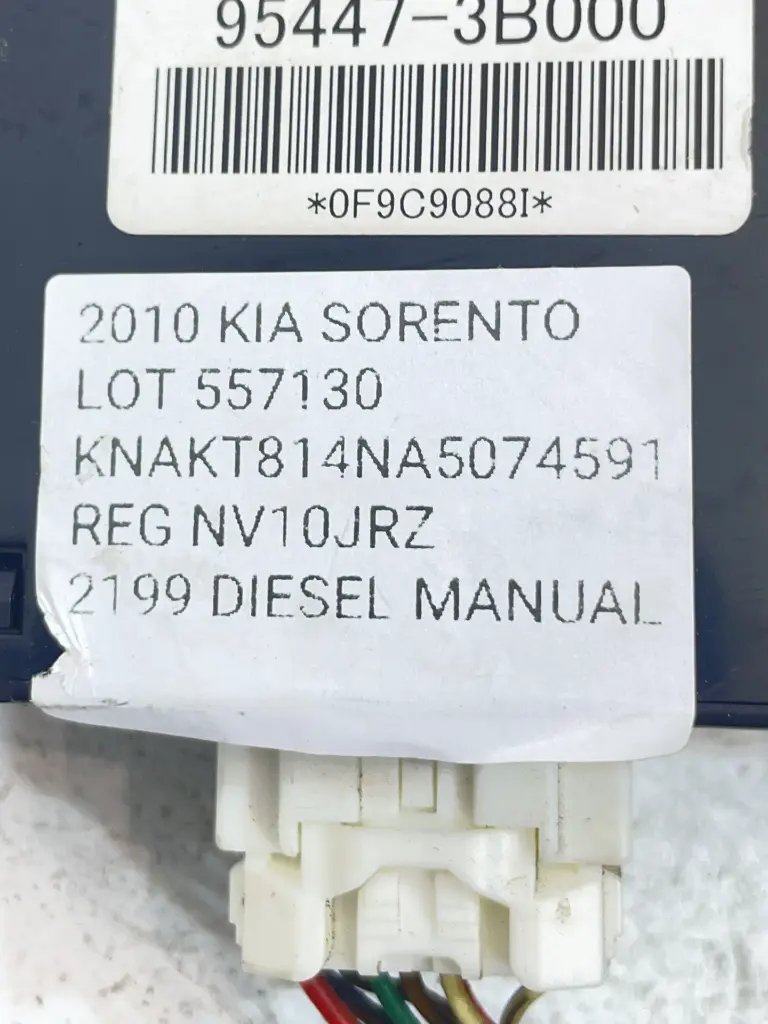 95447-3B000
*0F9C9088I*
2010 KIA SORENTO
LOT 557130
KNAKT814NA5074591
REG NV10JRZ
2199 DIESEL MANUAL